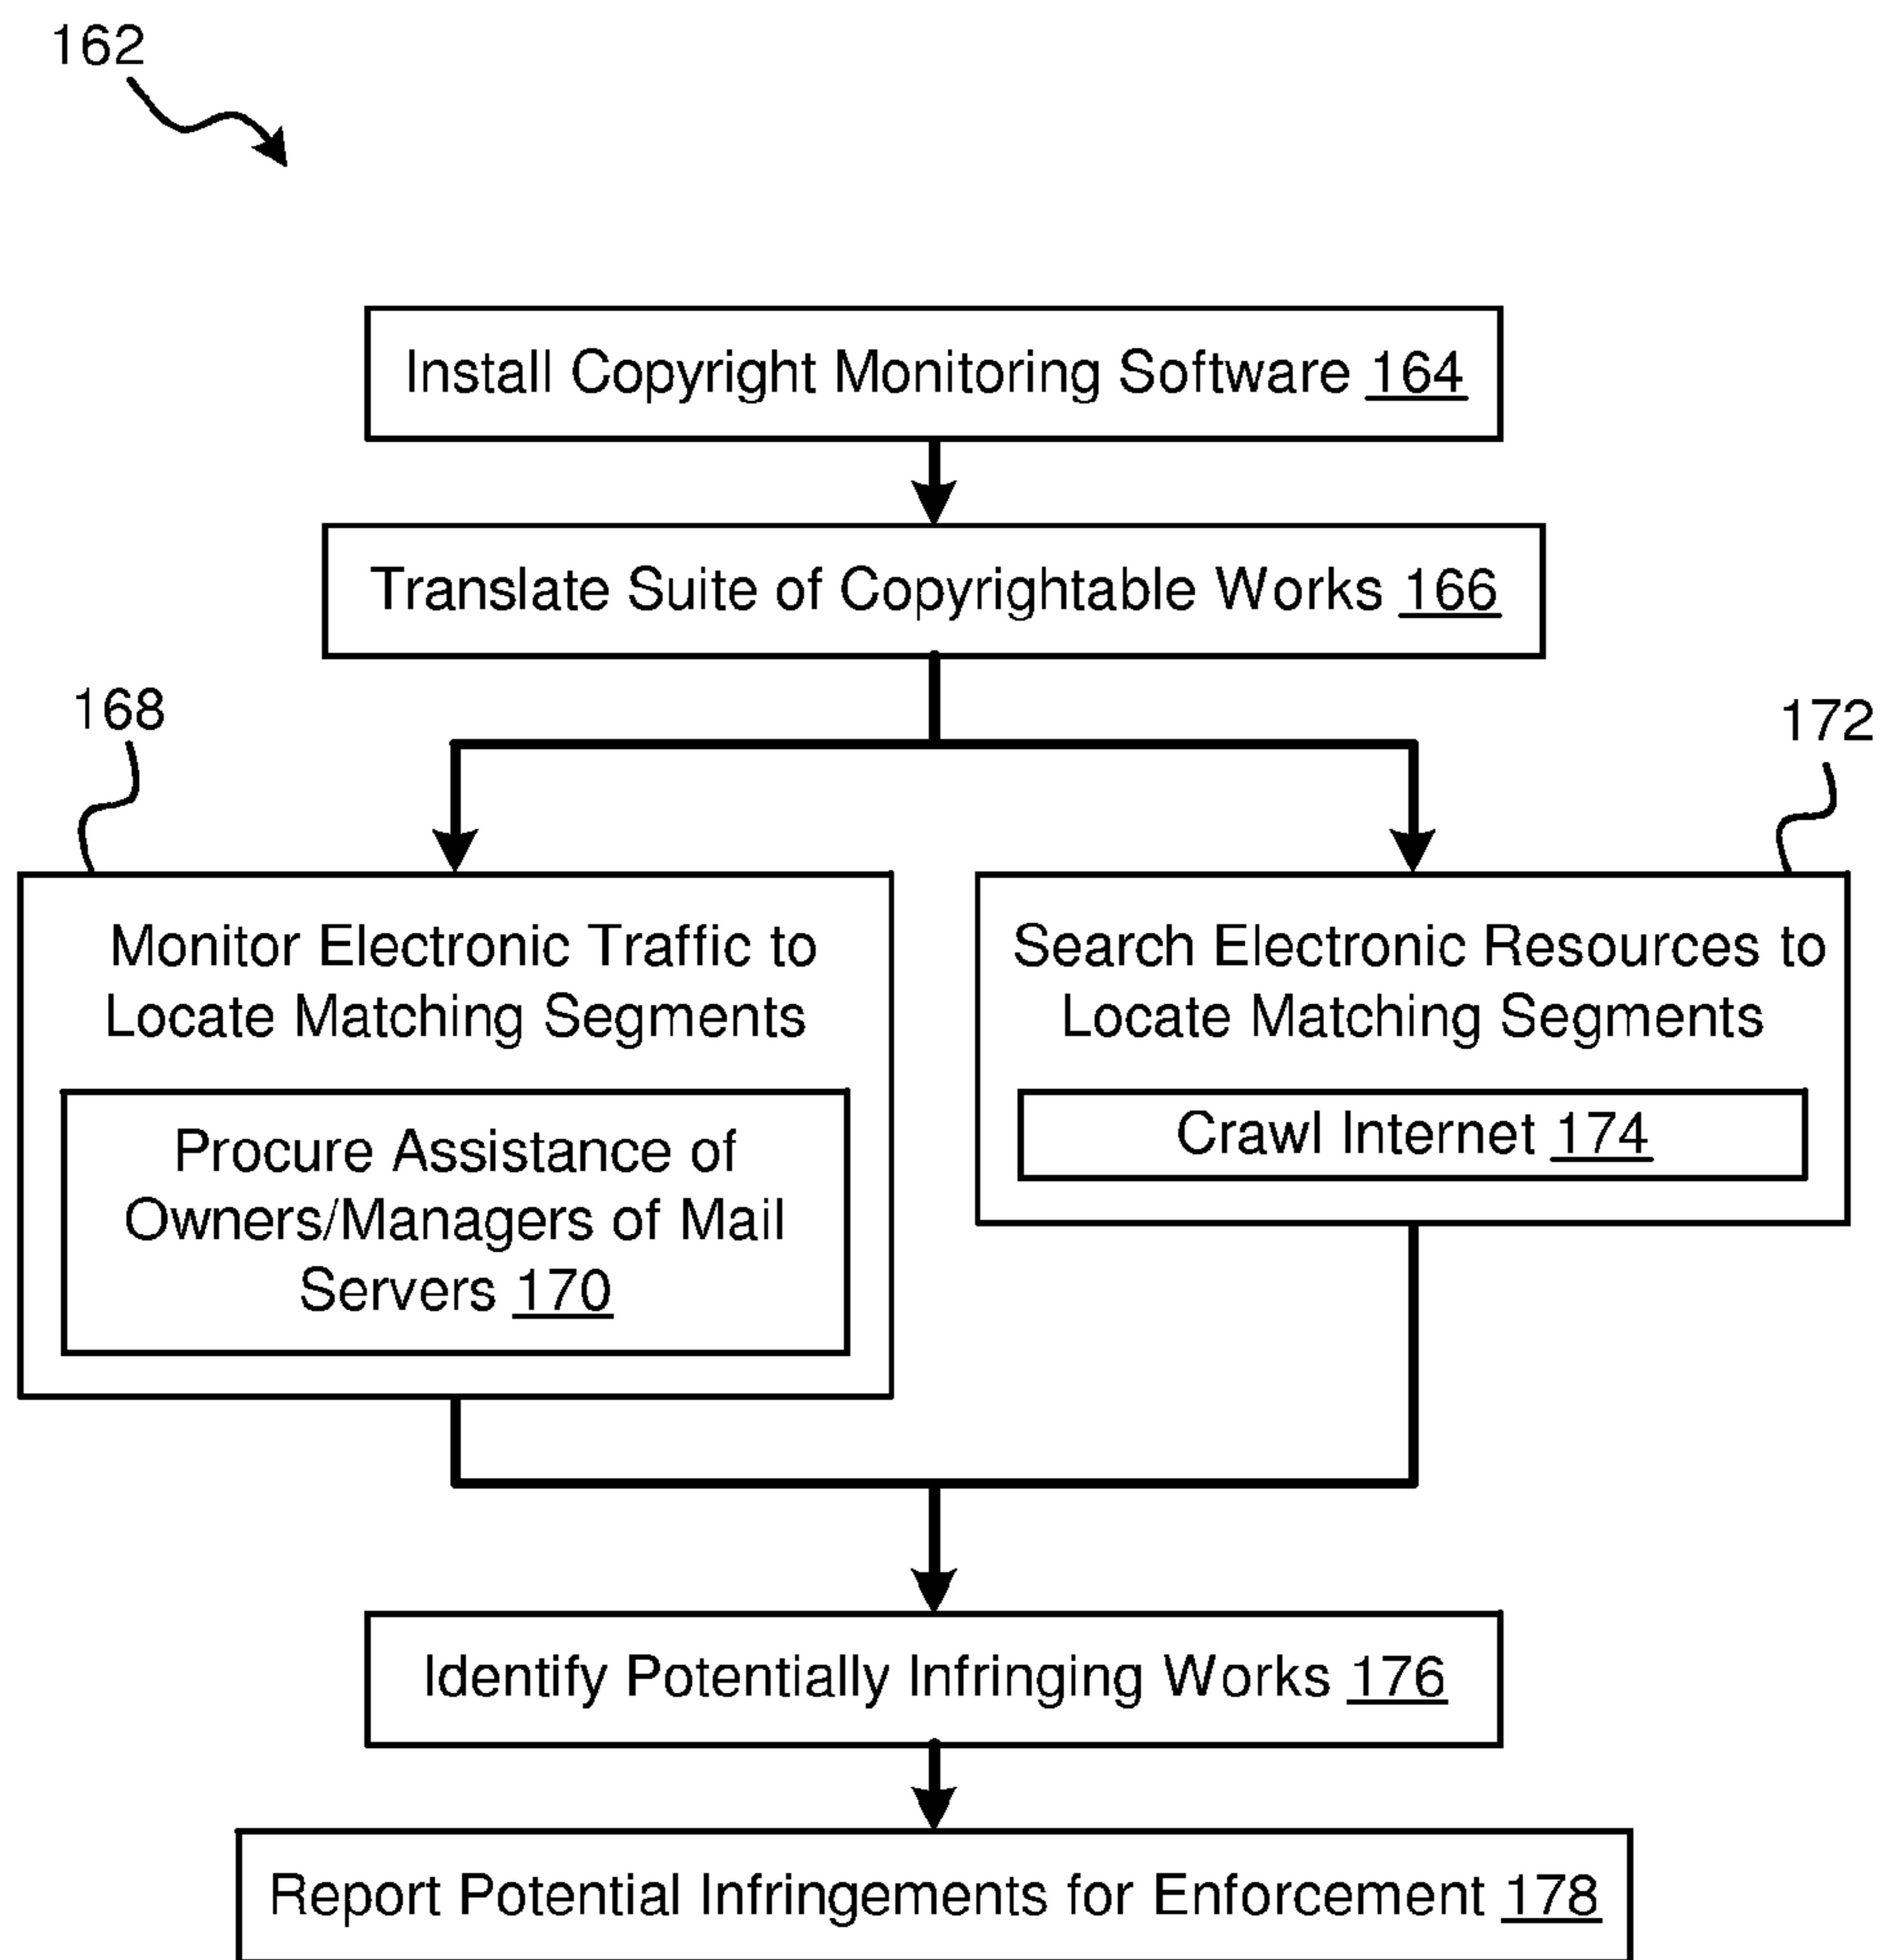 162
Install Copyright Monitoring Software 164
Translate Suite of Copyrightable Works 166
168
172
Monitor Electronic Traffic to
Locate Matching Segments
Procure Assistance of
Owners/Managers of Mail
Servers 170
Search Electronic Resources to
Locate Matching Segments
Crawl Internet 174
Identify Potentially Infringing Works 176
Report Potential Infringements for Enforcement 178